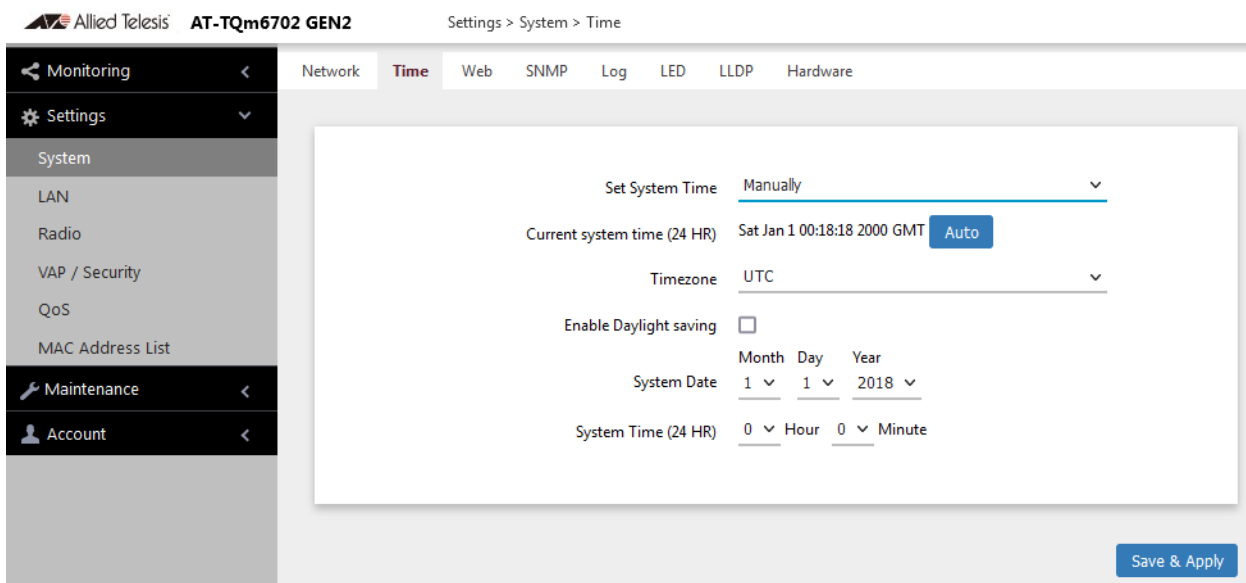 Allied Telesis AT-TQm6702 GEN2 Settings > System > Time
Monitoring
Network Time Web SNMP Log LED LLDP Hardware
Settings
System
LAN
Radio
VAP / Security
QoS
MAC Address List
Maintenance
Account
Set System Time Manually
Current system time (24 HR) Sat Jan 1 00:18:18 2000 GMT Auto
Timezone UTC
Enable Daylight saving
Month Day Year
System Date 1 1 2018
System Time (24 HR) 0 Hour 0 Minute
Save & Apply